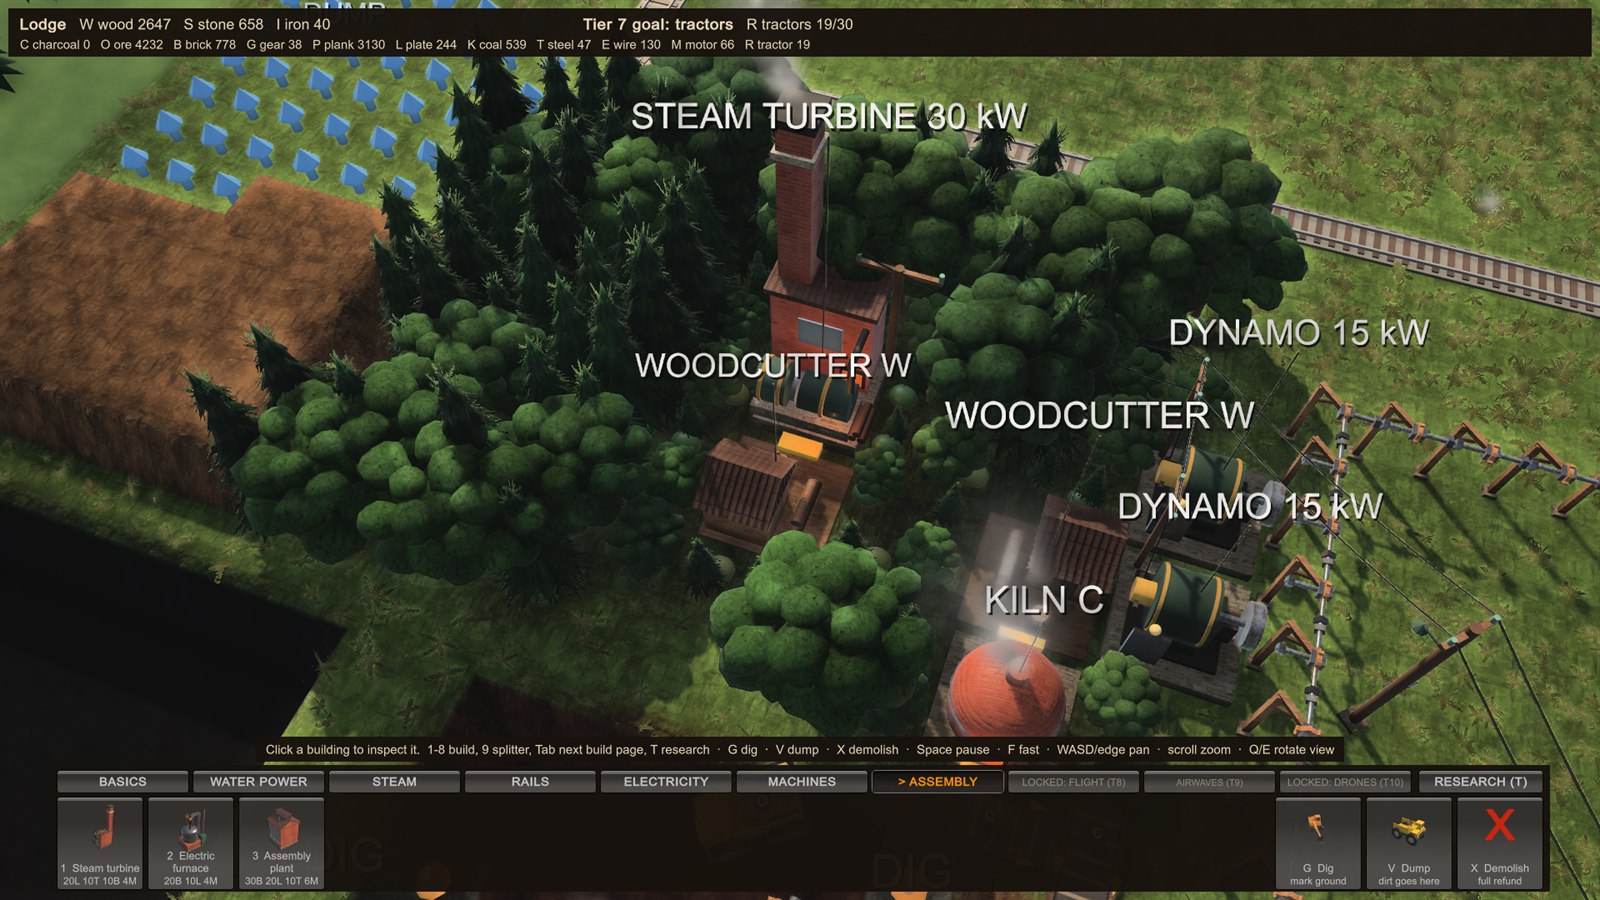 DUMP
Lodge W wood 2647 S stone 658 I iron 40
Tier 7 goal: tractors R tractors 19/30
C charcoal 0 O ore 4232 B brick 778 G gear 38 P plank 3130 L plate 244 K coal 539 T steel 47 E wire 130 M motor 66 R tractor 19
STEAM TURBINE 30 kW
DYNAMO 15 kW
WOODCUTTER W
WOODCUTTER W
DYNAMO 15 kW
KILN C
Click a building to inspect it. 1-8 build, 9 splitter, Tab next build page, T research · G dig · V dump · X demolish · Space pause · F fast · WASD/edge pan · scroll zoom · Q/E rotate view
BASICS
WATER POWER
STEAM
RAILS
ELECTRICITY
MACHINES
> ASSEMBLY
LOCKED: FLIGHT (T8)
AIRWAVES (T9)
LOCKED: DRONES (T10)
RESEARCH (T)
1 Steam turbine
20L 10T 10B 4M
2 Electric
furnace
20B 10L 4M
3 Assembly
plant
30B 20L 10T 6M
DIG
DIG
G Dig
mark ground
V Dump
dirt goes here
X Demolish
full refund